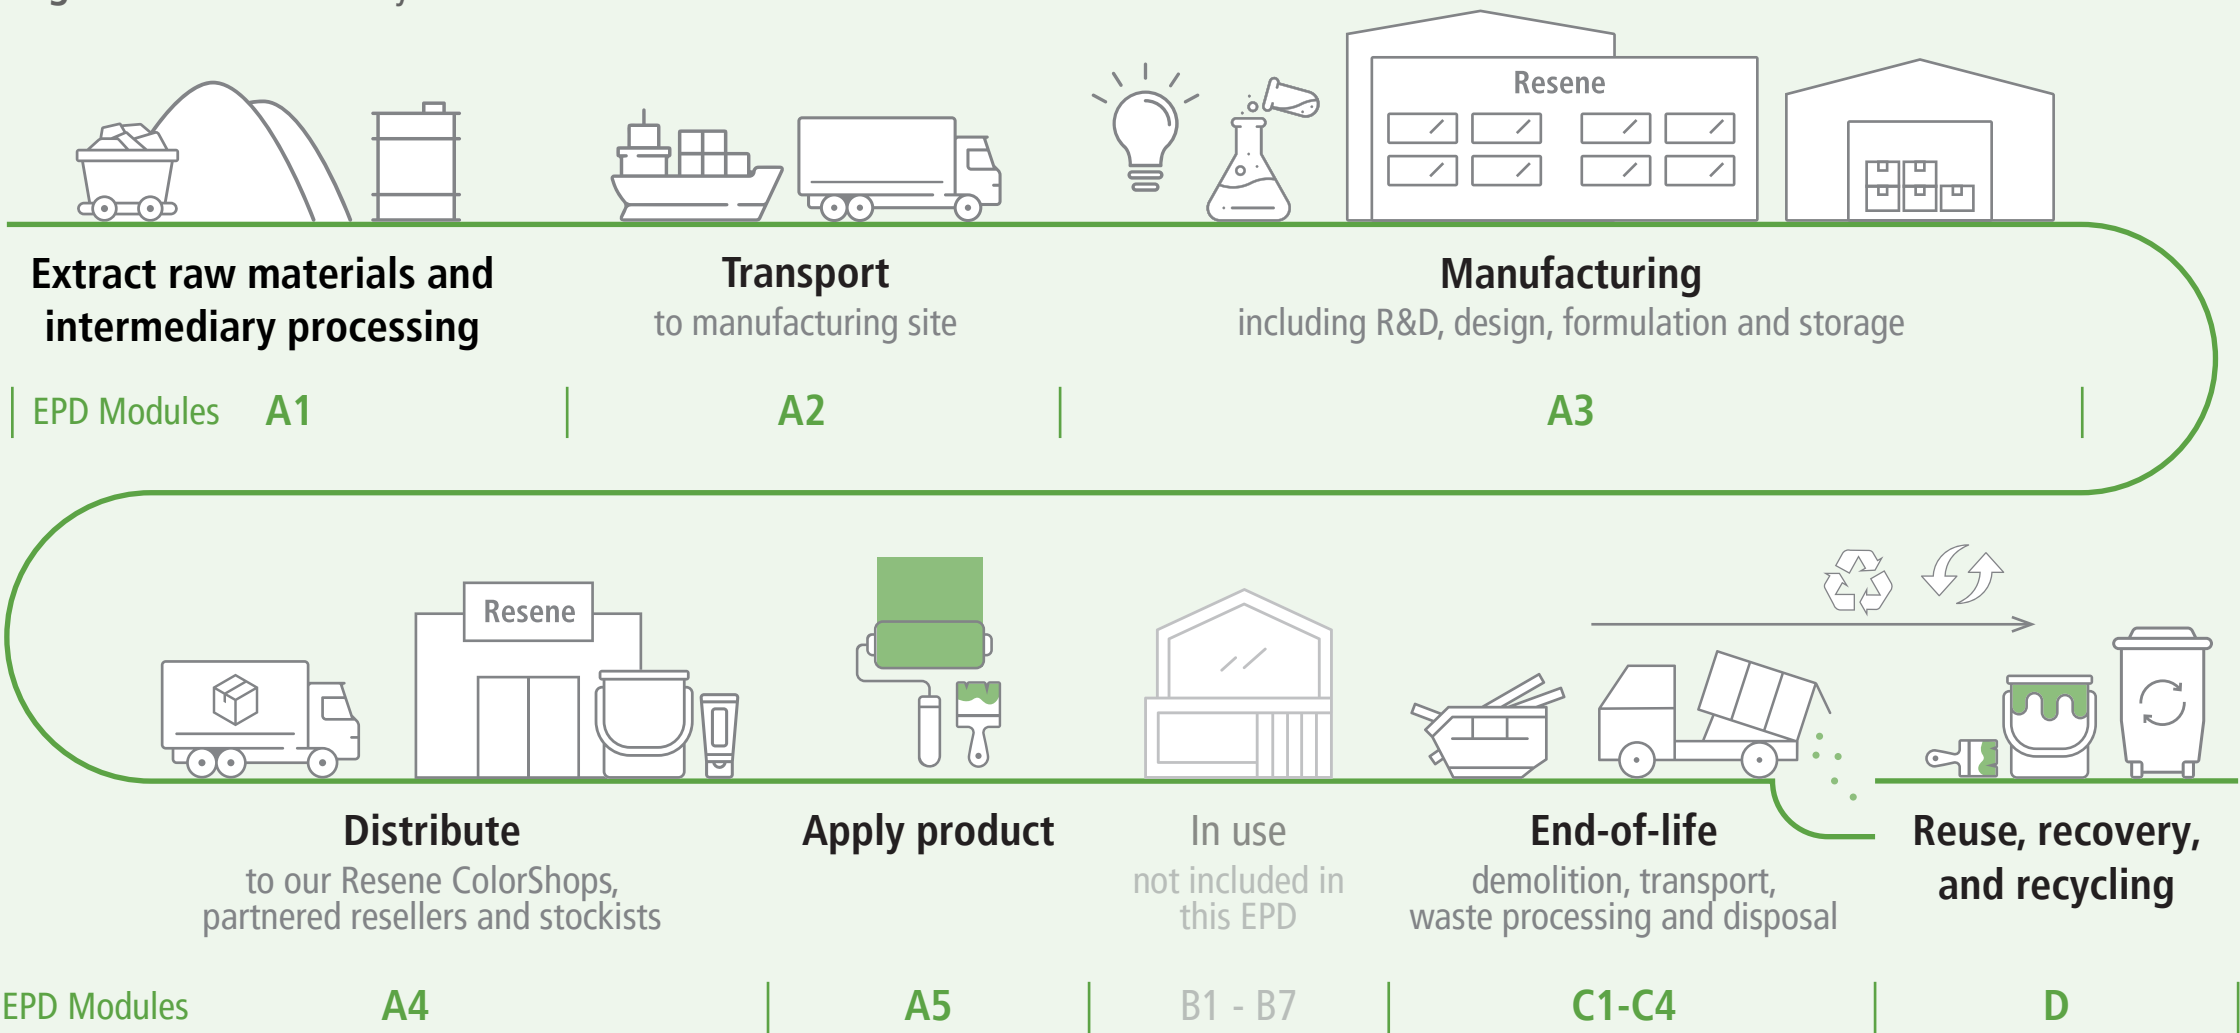 Resene
Extract raw materials and
intermediary processing
Transport
to manufacturing site
Manufacturing
including R&D, design, formulation and storage
EPD Modules A1
A2
A3
Resene
Distribute
to our Resene ColorShops,
partnered resellers and stockists
Apply product
In use
not included in
this EPD
End-of-life
demolition, transport,
waste processing and disposal
Reuse, recovery,
and recycling
EPD Modules A4
A5
B1 - B7
C1-C4
D